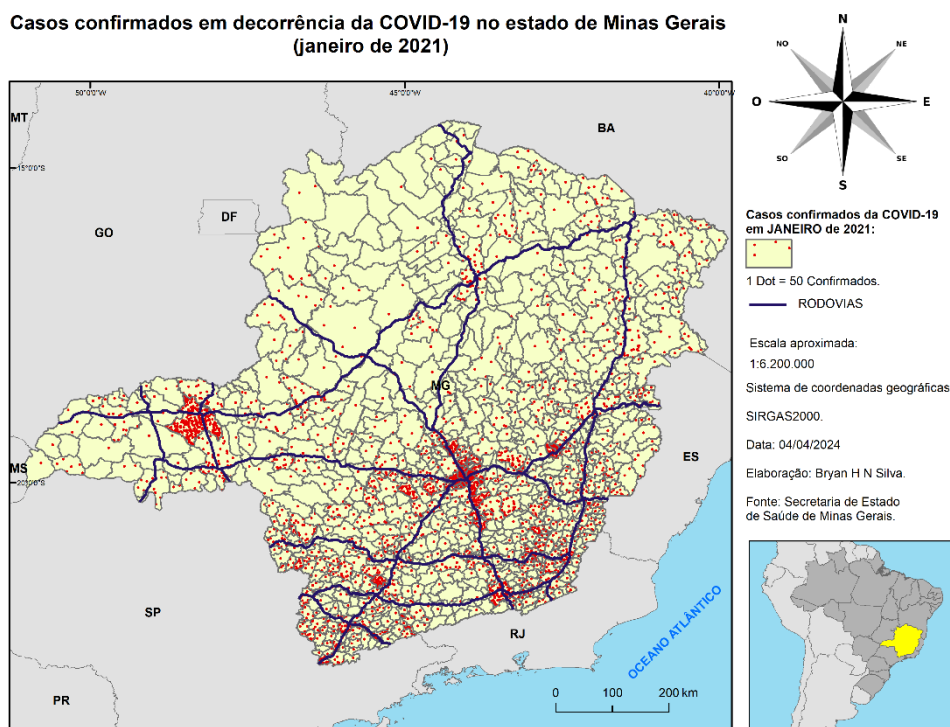 Casos confirmados em decorrência da COVID-19 no estado de Minas Gerais
(janeiro de 2021)
50°0'0"W
45°0'0"W
40°0'0"W
MT
BA
15°0'0"S
DF
GO
MG
MS
20°0'0"S
ES
SP
RJ
PR
OCEANO ATLÂNTICO
0 100 200 km
N
NO
NE
O
E
SO
SE
S
Casos confirmados da COVID-19
em JANEIRO de 2021:
1 Dot = 50 Confirmados.
RODOVIAS
Escala aproximada:
1:6.200.000
Sistema de coordenadas geográficas
SIRGAS2000.
Data: 04/04/2024
Elaboração: Bryan H N Silva.
Fonte: Secretaria de Estado
de Saúde de Minas Gerais.